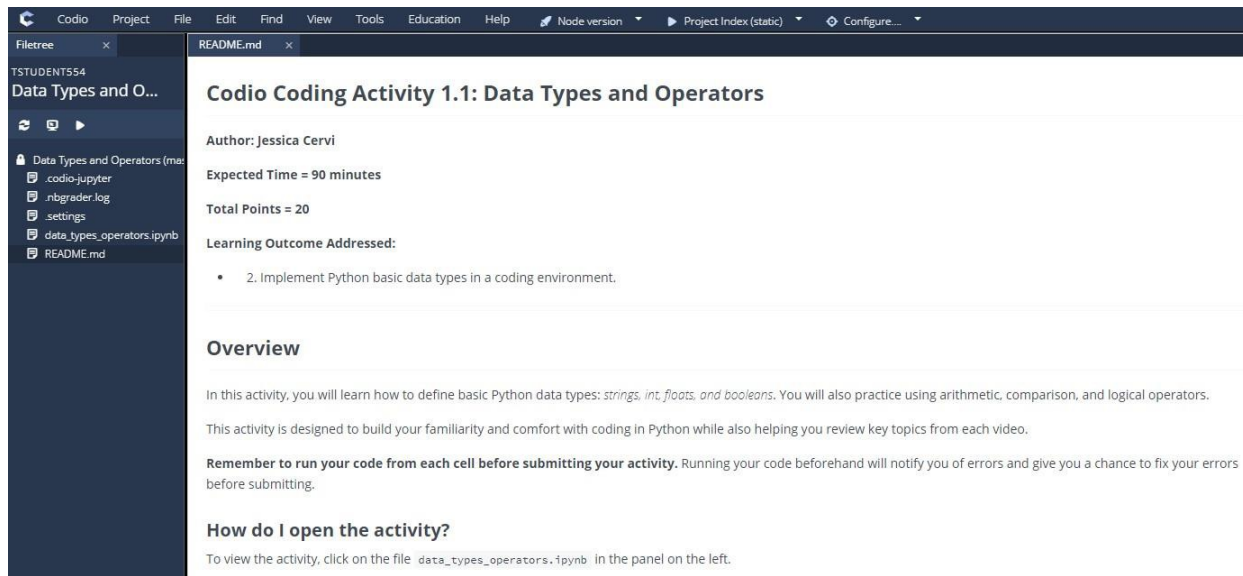 Codio Project File Edit Find View Tools Education Help Node version Project Index (static) Configure....
Filetree × README.md ×
TSTUDENT554
Data Types and O...
Data Types and Operators (mas
.codio-jupyter
.nbgrader.log
.settings
data_types_operators.ipynb
README.md
Codio Coding Activity 1.1: Data Types and Operators
Author: Jessica Cervi
Expected Time = 90 minutes
Total Points = 20
Learning Outcome Addressed:
• 2. Implement Python basic data types in a coding environment.
Overview
In this activity, you will learn how to define basic Python data types: strings, int, floats, and booleans. You will also practice using arithmetic, comparison, and logical operators.
This activity is designed to build your familiarity and comfort with coding in Python while also helping you review key topics from each video.
Remember to run your code from each cell before submitting your activity. Running your code beforehand will notify you of errors and give you a chance to fix your errors
before submitting.
How do I open the activity?
To view the activity, click on the file data_types_operators.ipynb in the panel on the left.